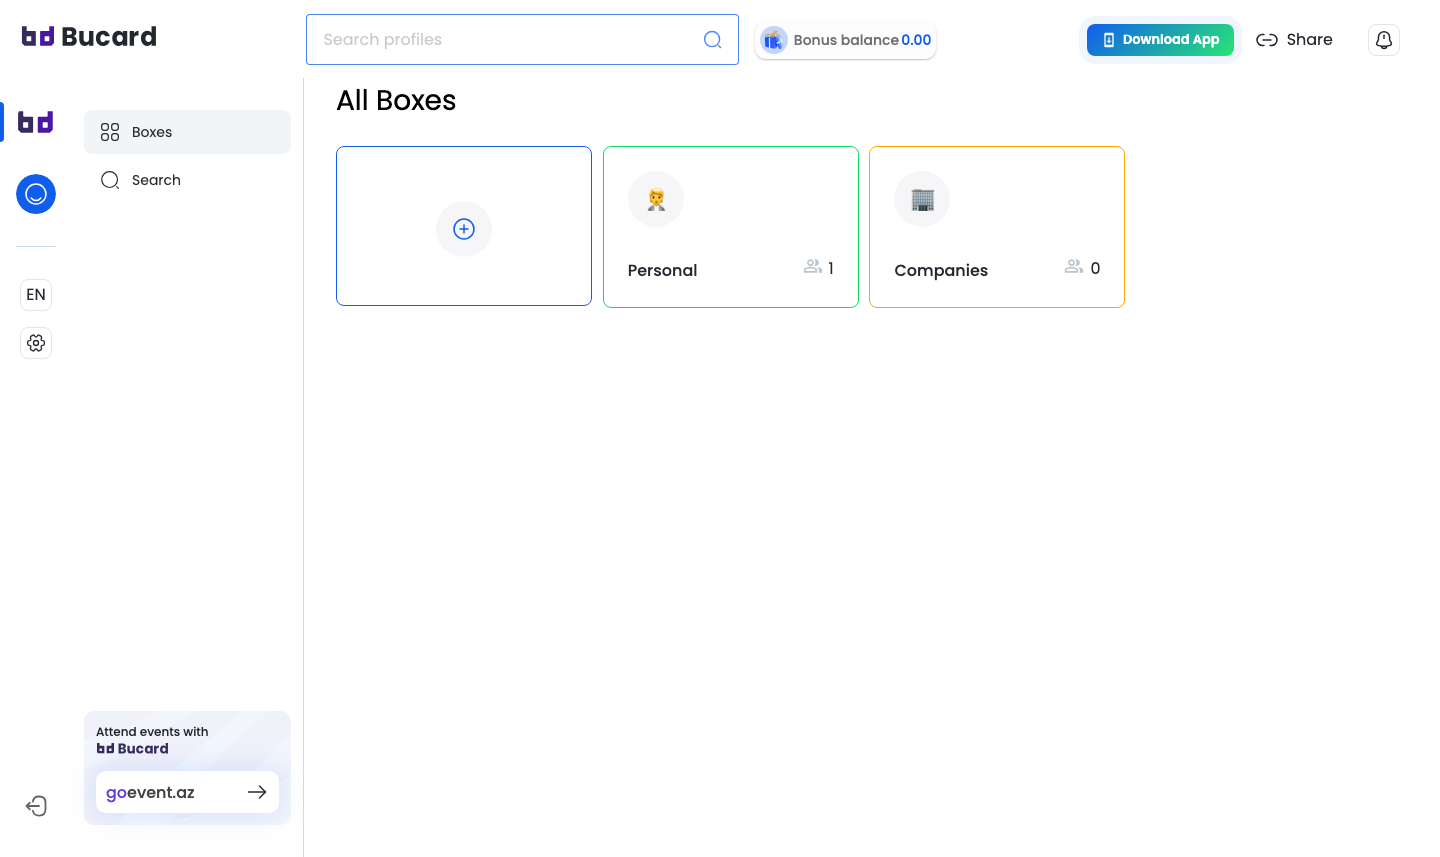 bd Bucard
Search profiles
Bonus balance 0.00
Download App
Share
bd
Boxes
Search
EN
All Boxes
Personal
1
Companies
0
Attend events with
bd Bucard
goevent.az